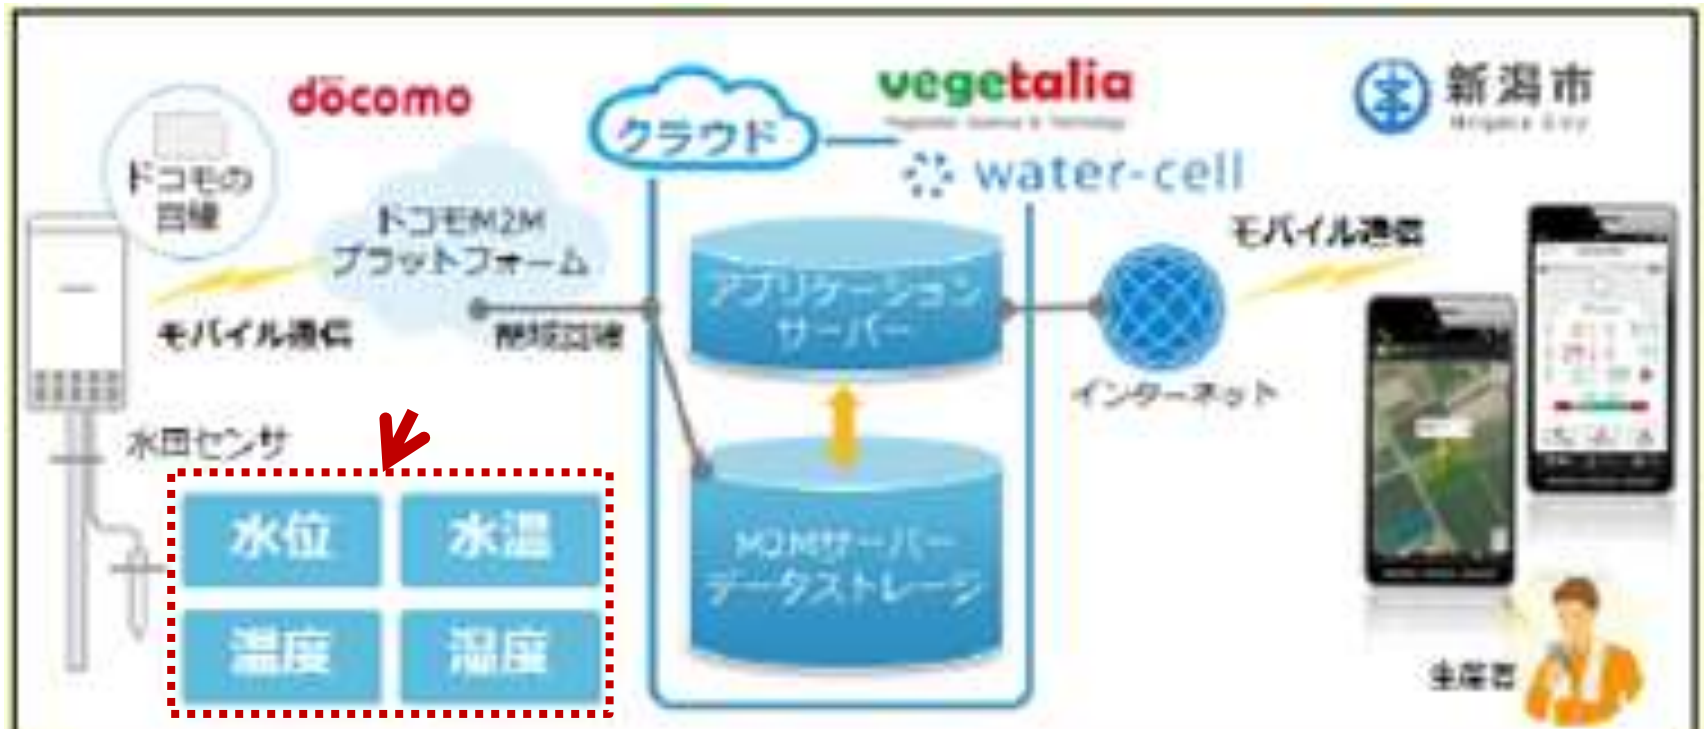 döcomo
vegetalia
クラウド
新潟市
Niigata City
water-cell
ドコモの
回線
ドコモM2M
プラットフォーム
モバイル通信
モバイル通信
閉域回線
アプリケーション
サーバー
インターネット
水田センサ
M2Mサーバー
データストレージ
水位
水温
温度
湿度
生産者